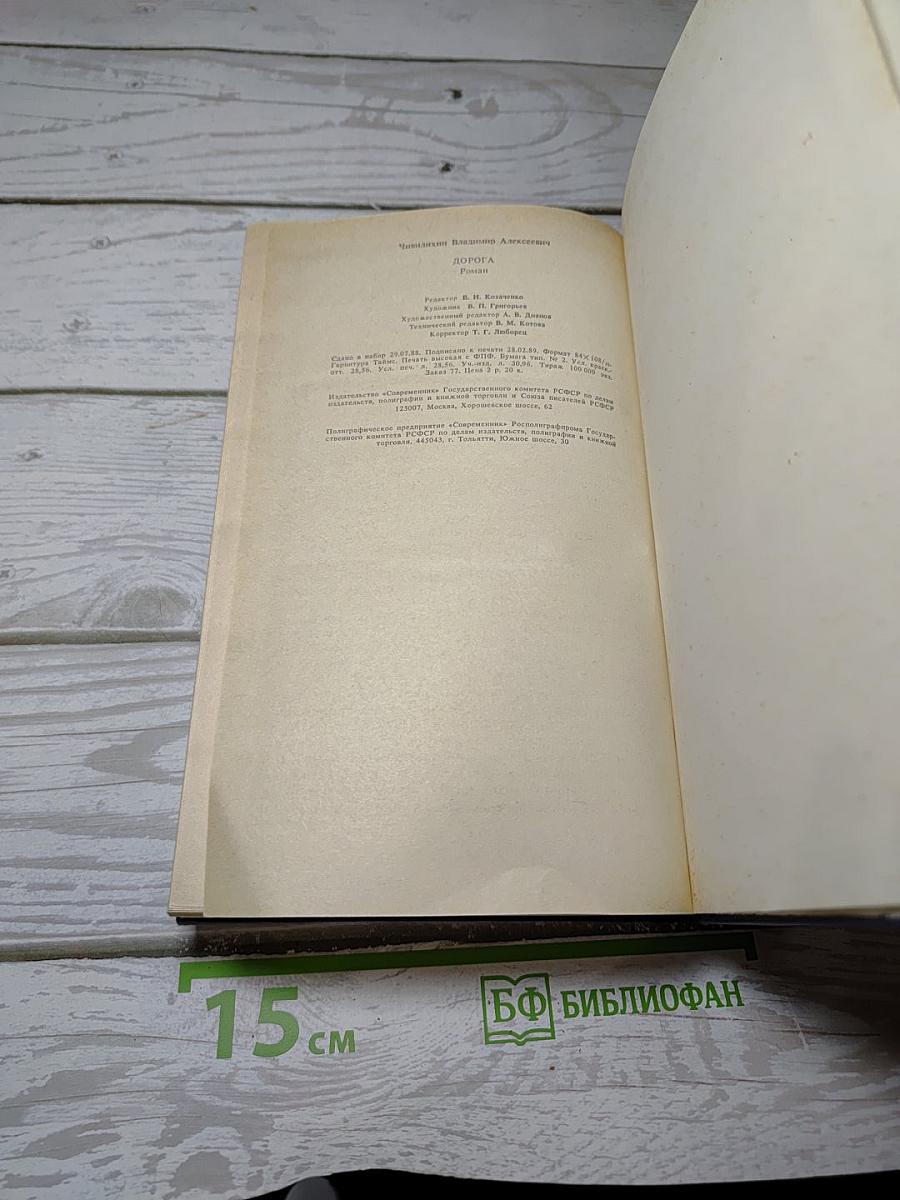 Чивилихин Владимир Алексеевич
ДОРОГА
Роман
Редактор В. И. Козаченко
Художник В. П. Григорьев
Художественный редактор А. В. Дианов
Технический редактор В. М. Котова
Корректор Т. Г. Люборец
Сдано в набор 29.07.88. Подписано к печати 28.02.89. Формат 84×108/
Гарнитура Таймс. Печать высокая с ФПФ. Бумага тип. № 2. Усл. краск.-
отт. 28,56. Усл. печ. л. 28,56. Уч.-изд. л. 30,96. Тираж 100 000 экз.
Заказ 77. Цена 2 р. 20 к.
Издательство «Современник» Государственного комитета РСФСР по делам
издательств, полиграфии и книжной торговли и Союза писателей РСФСР
123007, Москва, Хорошевское шоссе, 62
Полиграфическое предприятие «Современник» Росполиграфпрома Государ-
ственного комитета РСФСР по делам издательств, полиграфии и книжной
торговли, 445043, г. Тольятти, Южное шоссе, 30
15 см
БФ БИБЛИОФАН